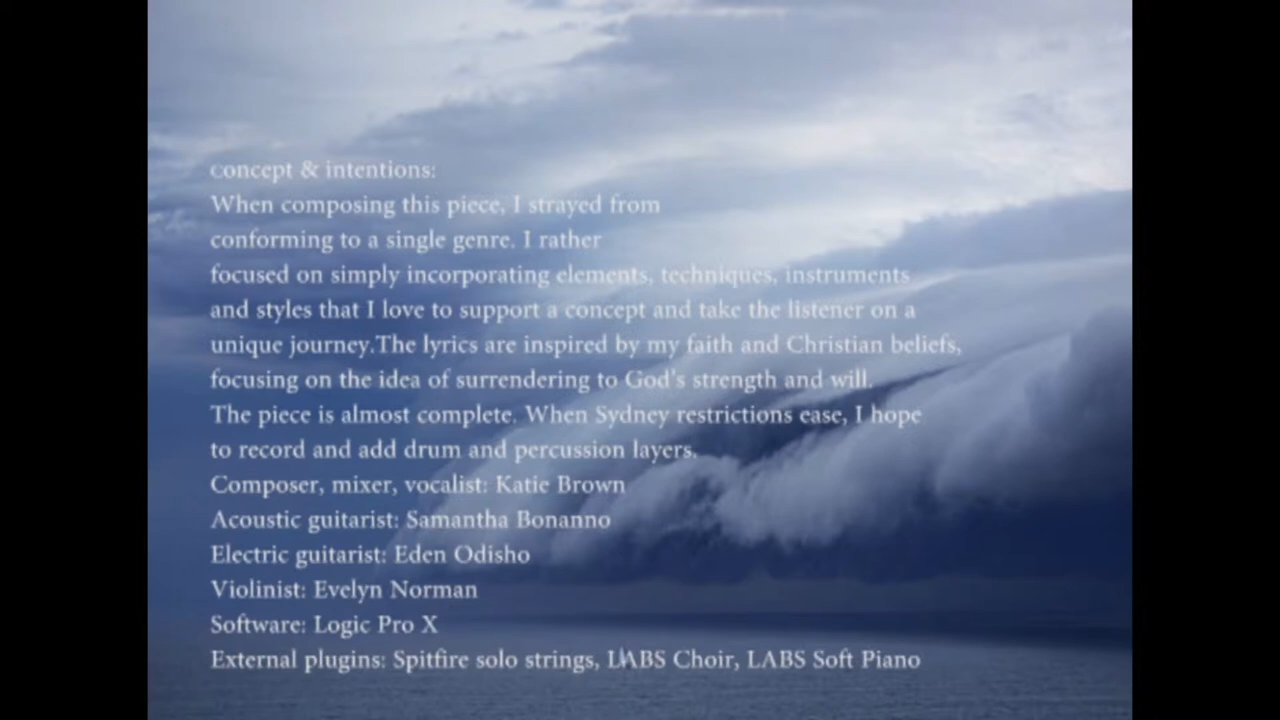 concept & intentions:
When composing this piece, I strayed from
conforming to a single genre. I rather
focused on simply incorporating elements, techniques, instruments
and styles that I love to support a concept and take the listener on a
unique journey.The lyrics are inspired by my faith and Christian beliefs,
focusing on the idea of surrendering to God's strength and will.
The piece is almost complete. When Sydney restrictions ease, I hope
to record and add drum and percussion layers.
Composer, mixer, vocalist: Katie Brown
Acoustic guitarist: Samantha Bonanno
Electric guitarist: Eden Odisho
Violinist: Evelyn Norman
Software: Logic Pro X
External plugins: Spitfire solo strings, LABS Choir, LABS Soft Piano